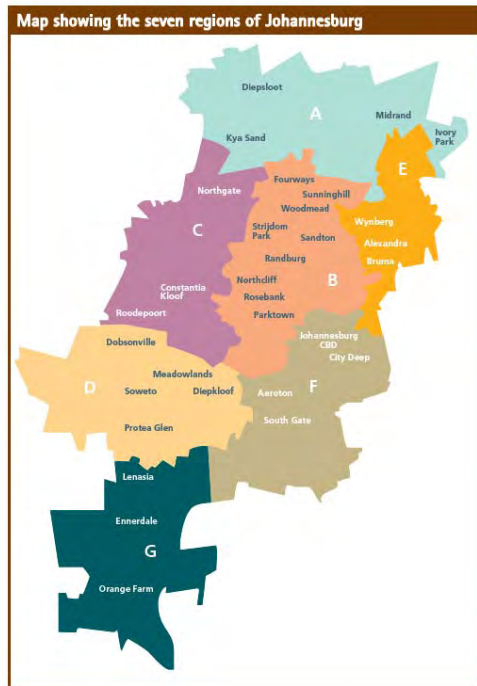 Map showing the seven regions of Johannesburg
Diepsloot
A
Midrand
Ivory
Park
Kya Sand
E
Fourways
Northgate
Sunninghill
Woodmead
Wynberg
C
Strijdom
Park
Sandton
Alexandra
Randburg
Bruma
Northcliff
B
Constantia
Kloof
Rosebank
Roodepoort
Parktown
Johannesburg
CBD
Dobsonville
City Deep
Meadowlands
D
Soweto
Diepkloof
Aeroton
F
South Gate
Protea Glen
Lenasia
Ennerdale
G
Orange Farm